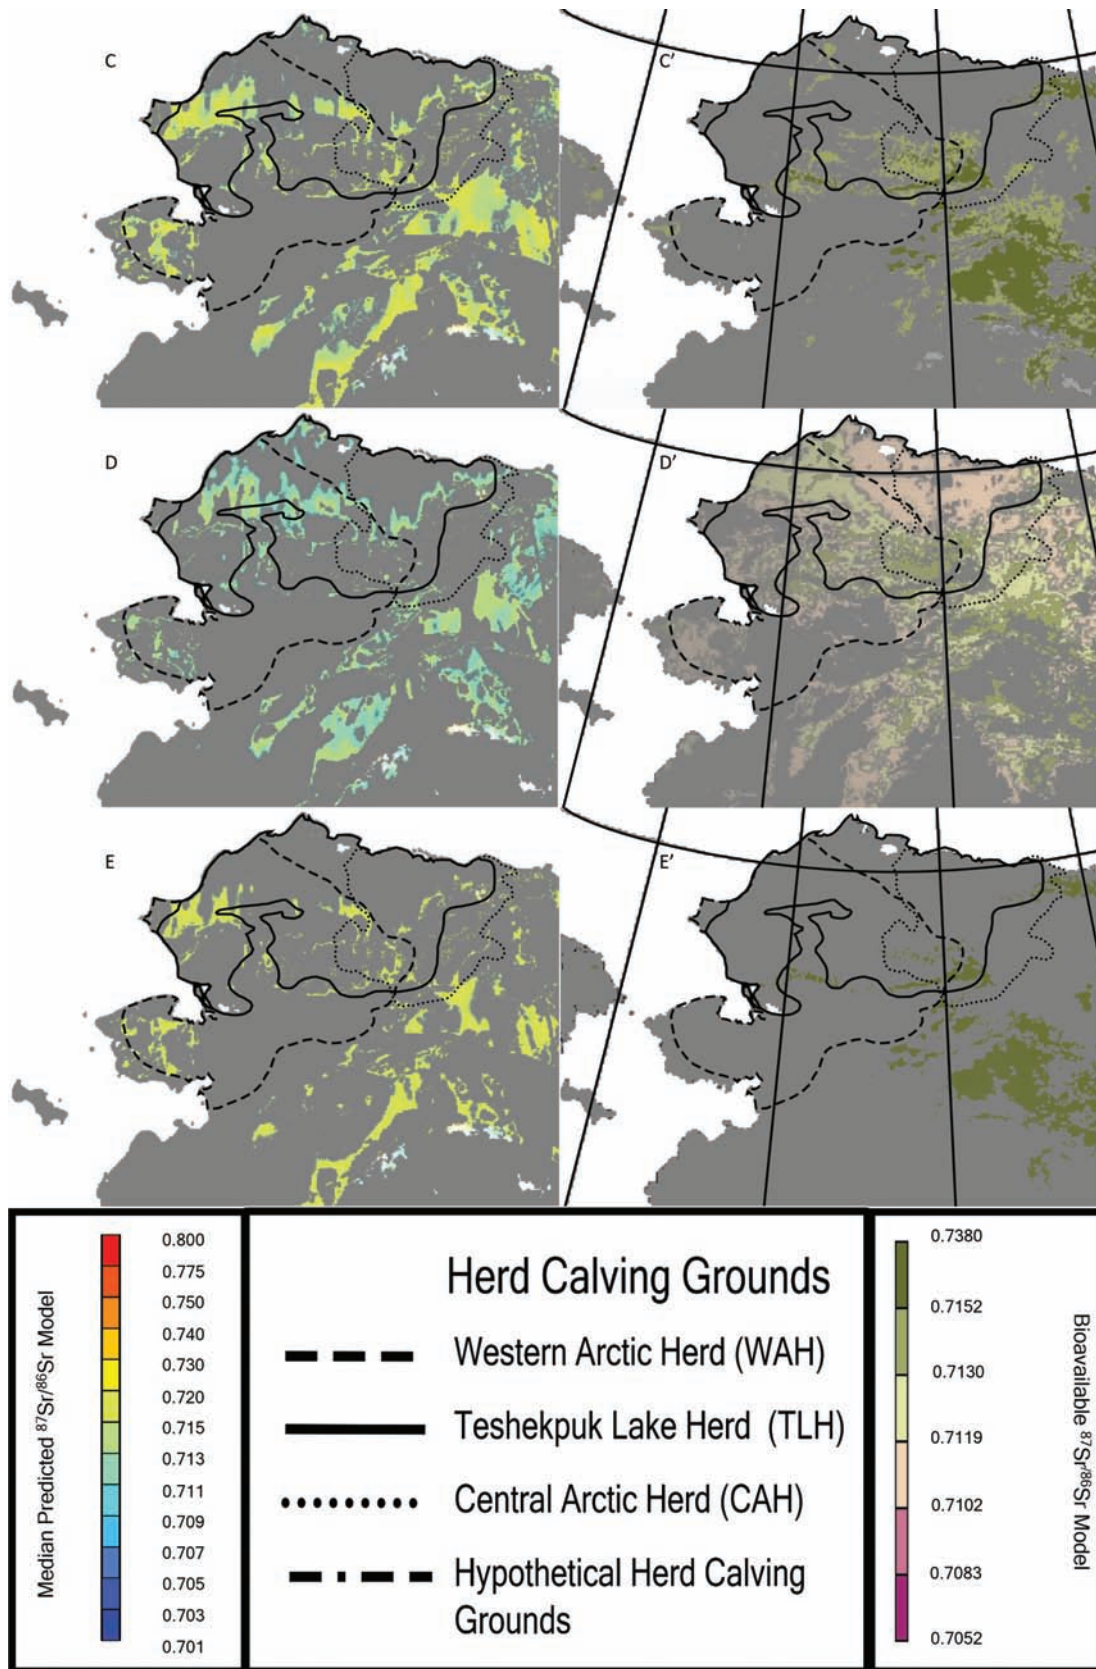 C
C'
D
D'
E
E'
Median Predicted ⁸⁷Sr/⁸⁶Sr Model
0.800
0.775
0.750
0.740
0.730
0.720
0.715
0.713
0.711
0.709
0.707
0.705
0.703
0.701
Herd Calving Grounds
Western Arctic Herd (WAH)
Teshekpuk Lake Herd (TLH)
Central Arctic Herd (CAH)
Hypothetical Herd Calving
Grounds
0.7380
0.7152
0.7130
0.7119
0.7102
0.7083
0.7052
Bioavailable ⁸⁷Sr/⁸⁶Sr Model